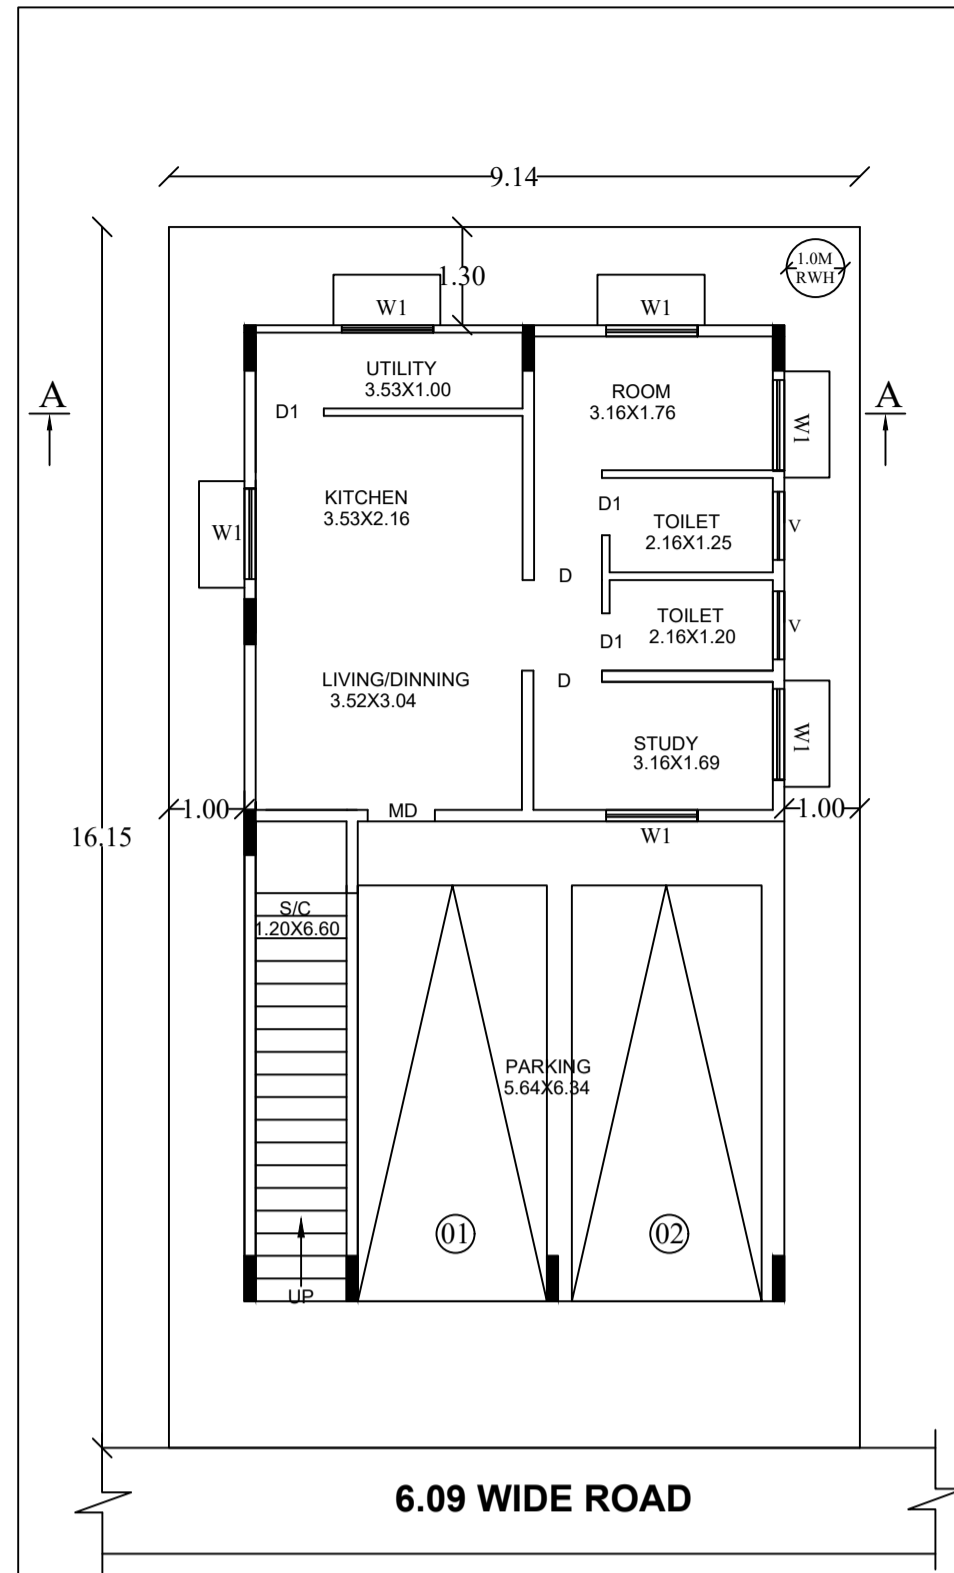 9.14
1.30
1.0M
RWH
W1
W1
UTILITY
3.53X1.00
ROOM
3.16X1.76
A
A
D1
W1
KITCHEN
3.53X2.16
D1
TOILET
2.16X1.25
V
W1
D
TOILET
2.16X1.20
V
D1
LIVING/DINNING
3.52X3.04
D
STUDY
3.16X1.69
W1
1.00
MD
1.00
16.15
W1
S/C
1.20X6.60
PARKING
5.64X6.34
01
02
UP
6.09 WIDE ROAD